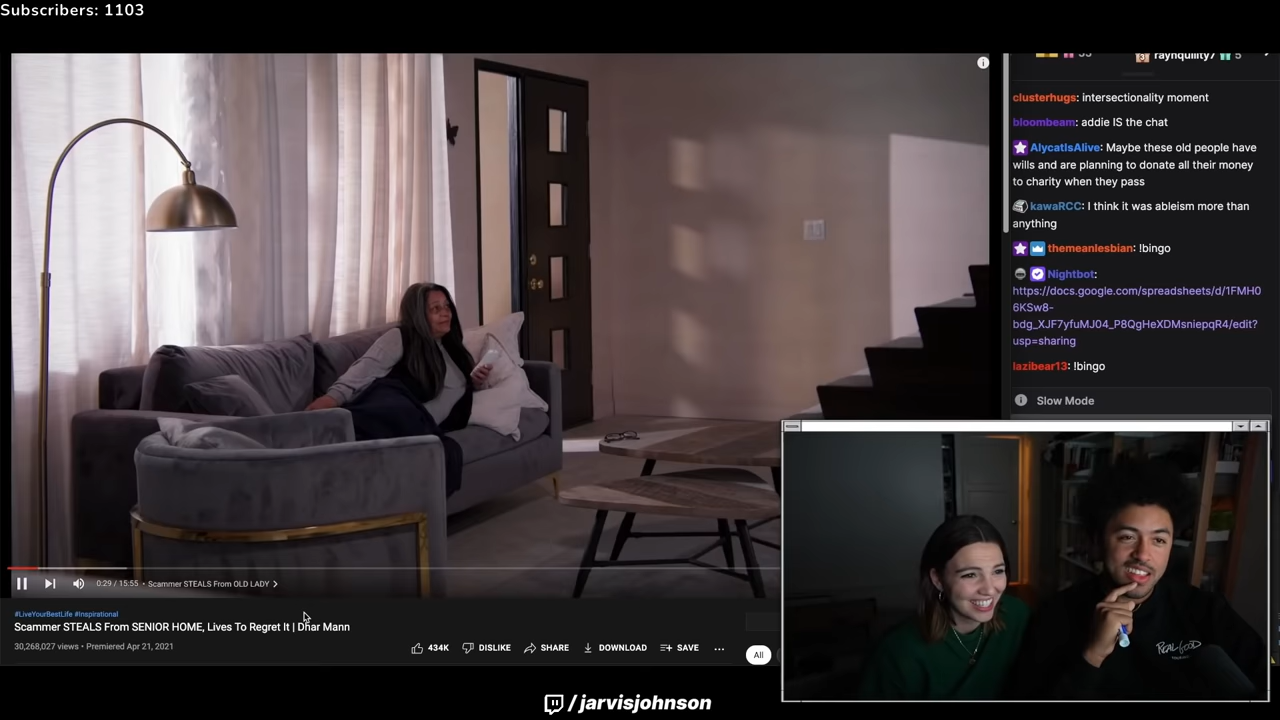 Subscribers: 1103
raynquility7 5
clusterhugs: intersectionality moment
bloombeam: addie IS the chat
AlycatIsAlive: Maybe these old people have
wills and are planning to donate all their money
to charity when they pass
kawaRCC: I think it was ableism more than
anything
themeanlesbian: !bingo
Nightbot:
https://docs.google.com/spreadsheets/d/1FMH0
6KSw8-
bdg_XJF7yfuMJ04_P8QgHeXDMsniepqR4/edit?
usp=sharing
lazibear13: !bingo
Slow Mode
0:29 / 15:55 • Scammer STEALS From OLD LADY
#LiveYourBestLife #Inspirational
Scammer STEALS From SENIOR HOME, Lives To Regret It | Dhar Mann
30,268,027 views • Premiered Apr 21, 2021
434K DISLIKE SHARE DOWNLOAD SAVE ...
All
REAL GOOD
/jarvisjohnson